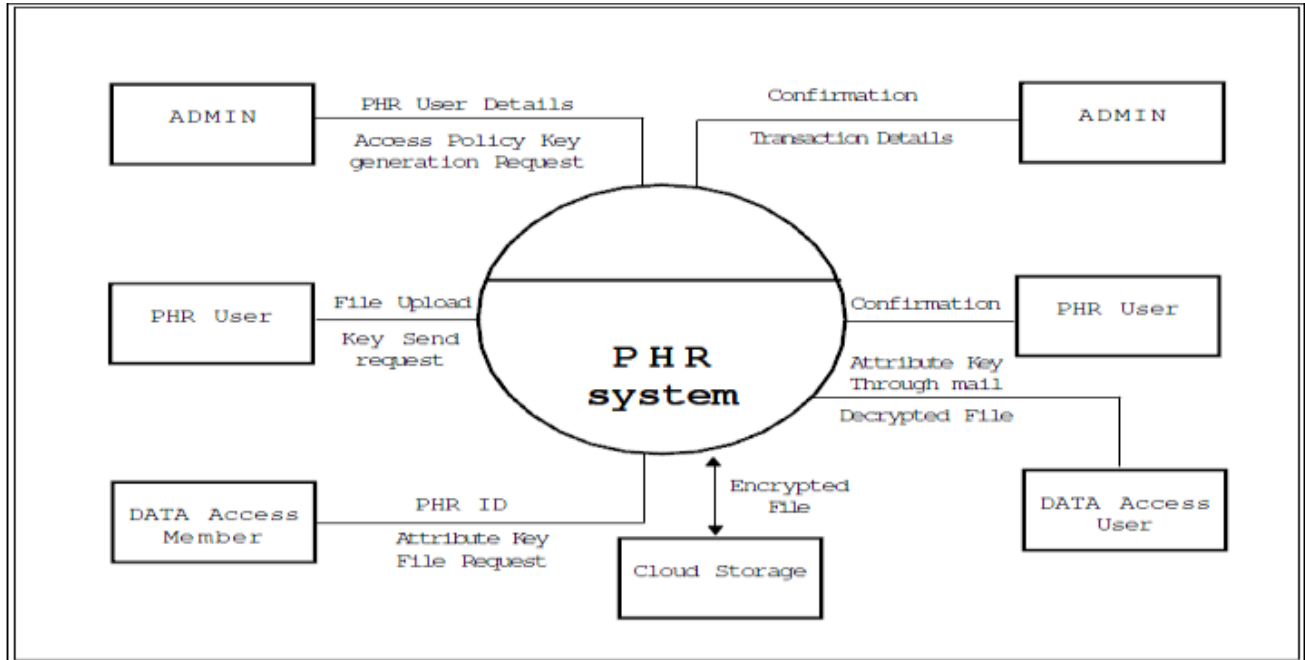 ADMIN
PHR User Details
Access Policy Key
generation Request
Confirmation
Transaction Details
ADMIN
PHR User
File Upload
Key Send
request
PHR
system
Confirmation
PHR User
Attribute Key
Through mail
Decrypted File
DATA Access
Member
PHR ID
Attribute Key
File Request
Encrypted
File
Cloud Storage
DATA Access
User